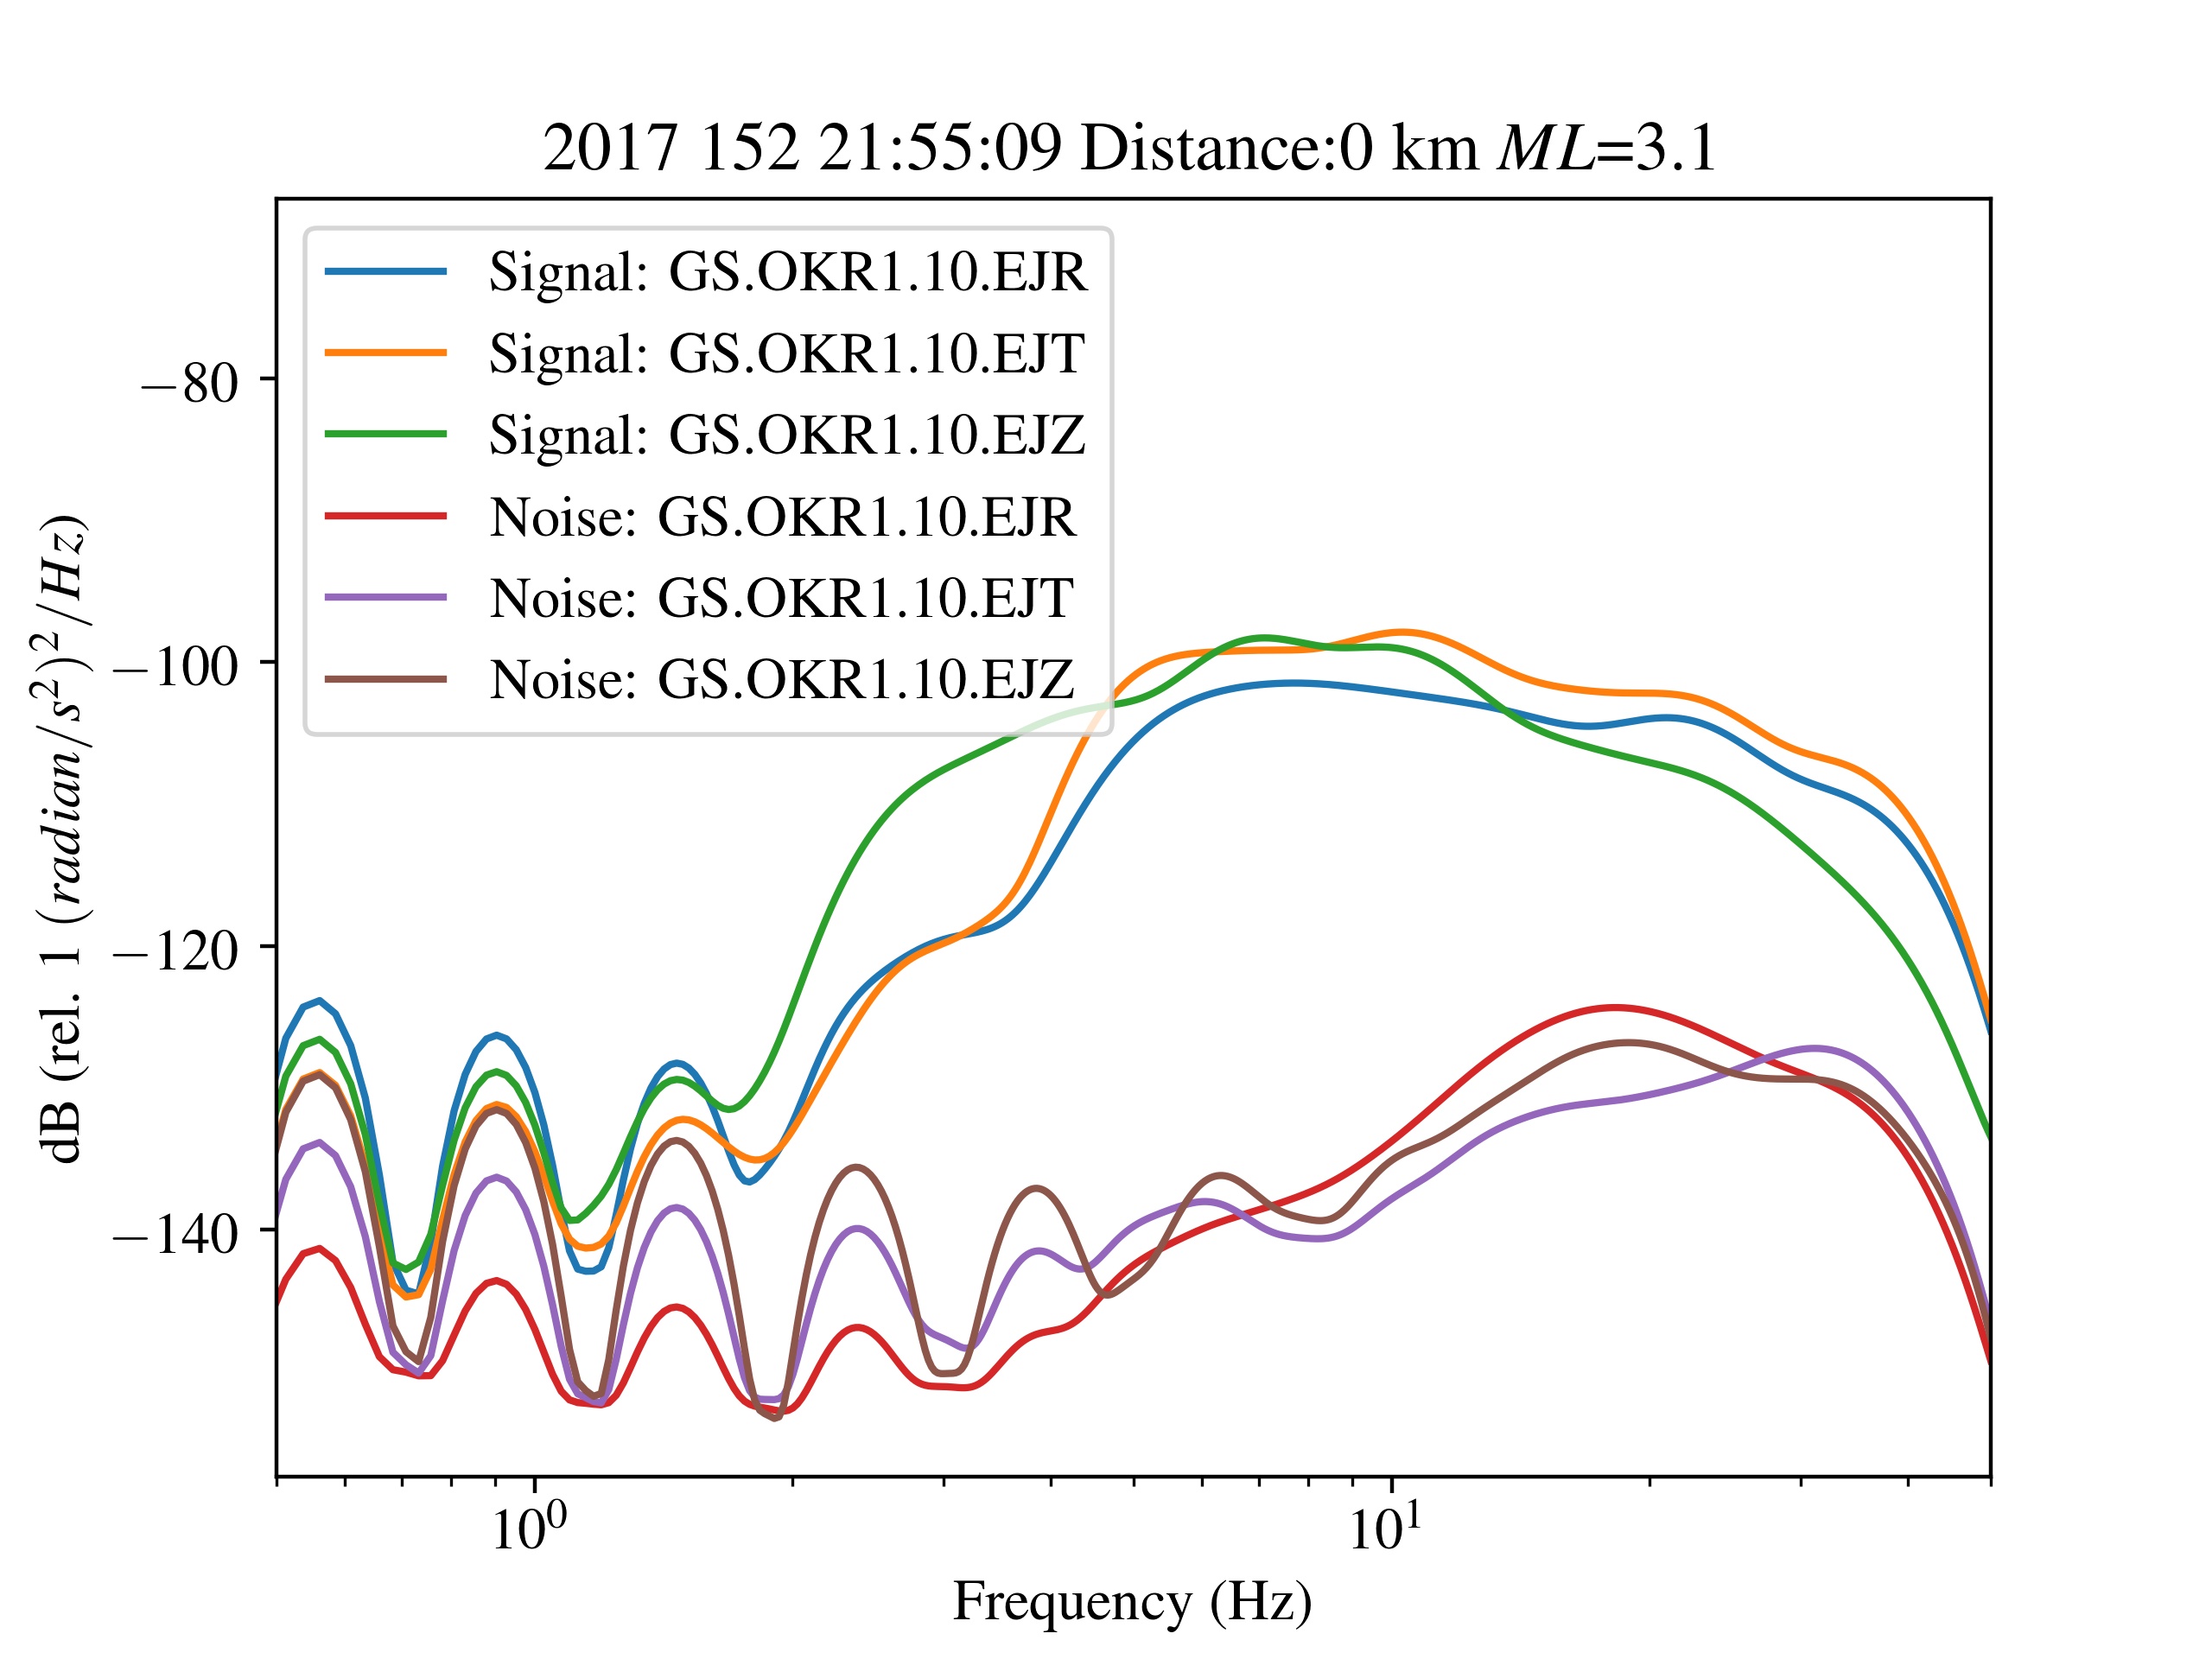 2017 152 21:55:09 Distance:0 km ML=3.1
Signal: GS.OKR1.10.EJR
Signal: GS.OKR1.10.EJT
Signal: GS.OKR1.10.EJZ
Noise: GS.OKR1.10.EJR
Noise: GS.OKR1.10.EJT
Noise: GS.OKR1.10.EJZ
dB (rel. 1 (radian/s²))²/Hz)
−80
−100
−120
−140
10⁰
10¹
Frequency (Hz)